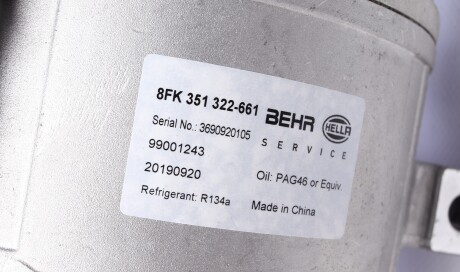 8FK 351 322-661 BEHR HELLA
Serial No.: 3690920105 SERVICE
99001243
20190920 Oil: PAG46 or Equiv
Refrigerant: R134a Made in China